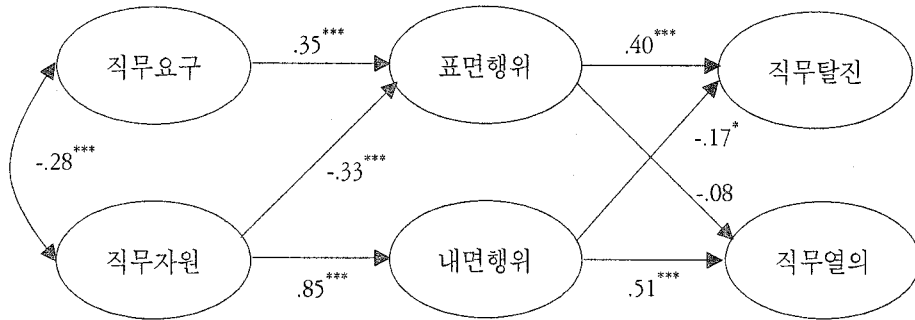 .35***
.40***
직무요구
표면행위
직무탈진
-.17*
-.28***
-.33***
-.08
직무자원
내면행위
직무열의
.85***
.51***